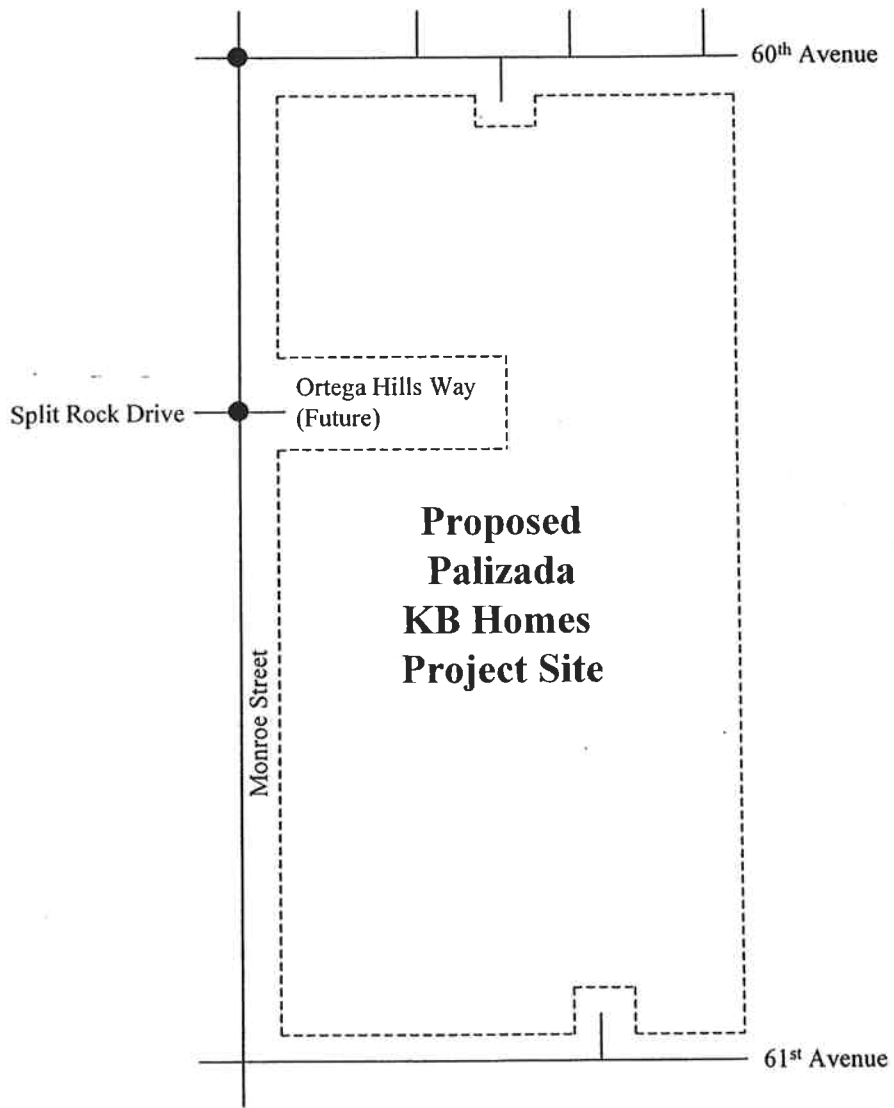 60th Avenue
Ortega Hills Way
(Future)
Split Rock Drive
Proposed
Palizada
KB Homes
Project Site
Monroe Street
61st Avenue